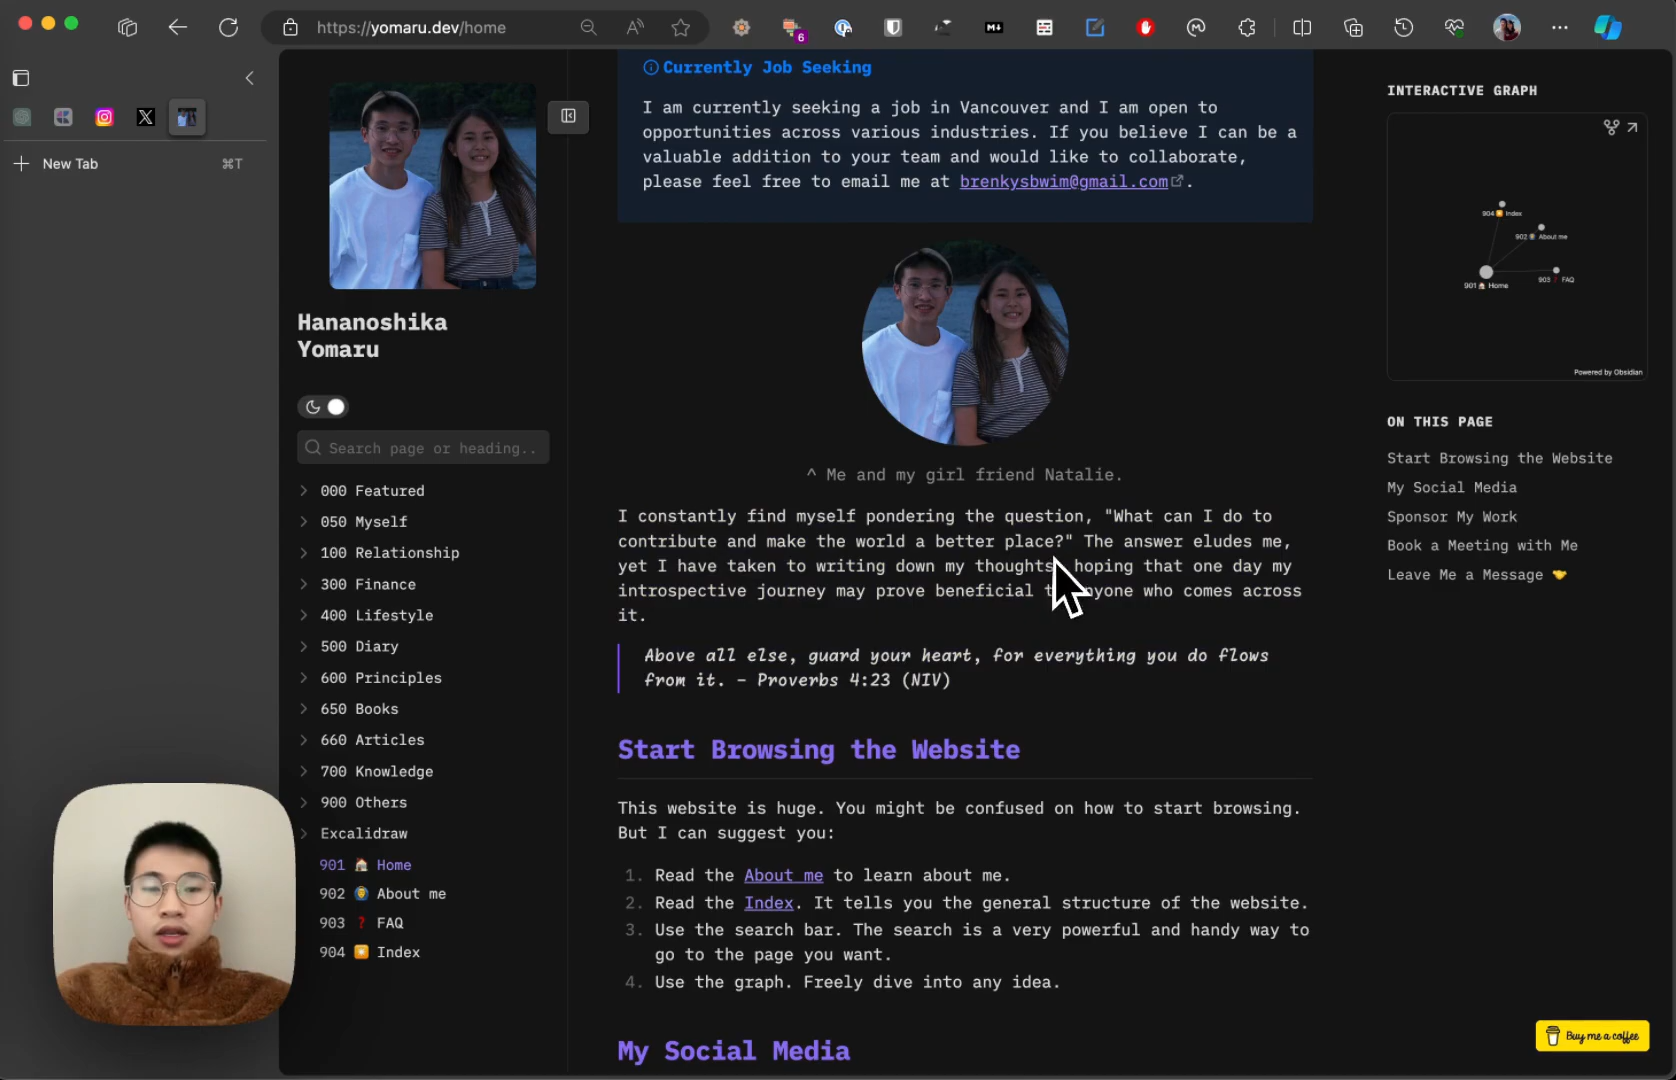 https://yomaru.dev/home
6
M
New Tab
⌘T
Hananoshika
Yomaru
Search page or heading..
000 Featured
050 Myself
100 Relationship
300 Finance
400 Lifestyle
500 Diary
600 Principles
650 Books
660 Articles
700 Knowledge
900 Others
Excalidraw
901 🏠 Home
902 🙋‍♂️ About me
903 ❓ FAQ
904 Index
Currently Job Seeking
I am currently seeking a job in Vancouver and I am open to
opportunities across various industries. If you believe I can be a
valuable addition to your team and would like to collaborate,
please feel free to email me at brenkysbwim@gmail.com.
^ Me and my girl friend Natalie.
I constantly find myself pondering the question, "What can I do to
contribute and make the world a better place?" The answer eludes me,
yet I have taken to writing down my thoughts hoping that one day my
introspective journey may prove beneficial anyone who comes across
it.
Above all else, guard your heart, for everything you do flows
from it. – Proverbs 4:23 (NIV)
Start Browsing the Website
This website is huge. You might be confused on how to start browsing.
But I can suggest you:
1. Read the About me to learn about me.
2. Read the Index. It tells you the general structure of the website.
3. Use the search bar. The search is a very powerful and handy way to
go to the page you want.
4. Use the graph. Freely dive into any idea.
My Social Media
INTERACTIVE GRAPH
904 Index
902 About me
901 🏠 Home
903 ❓ FAQ
Powered by Obsidian
ON THIS PAGE
Start Browsing the Website
My Social Media
Sponsor My Work
Book a Meeting with Me
Leave Me a Message 🤝
Buy me a coffee